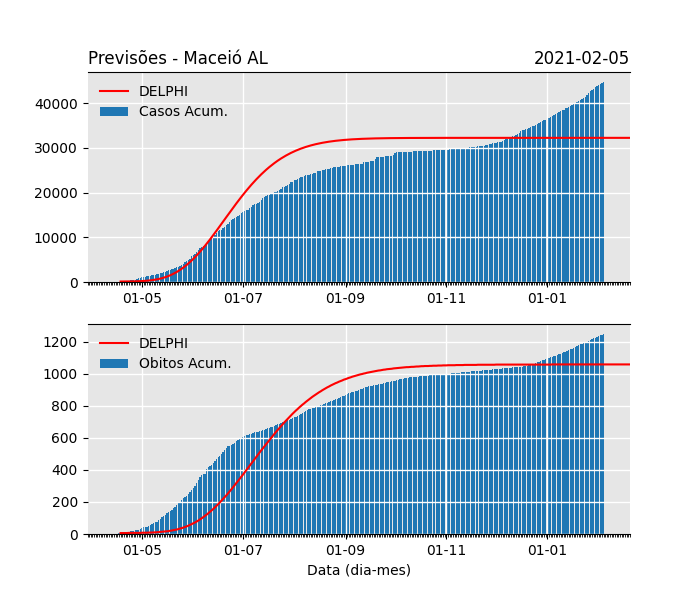 Previsões - Maceió AL 2021-02-05
DELPHI
Casos Acum.
40000
30000
20000
10000
0
01-05 01-07 01-09 01-11 01-01
DELPHI
Obitos Acum.
1200
1000
800
600
400
200
0
01-05 01-07 01-09 01-11 01-01
Data (dia-mes)